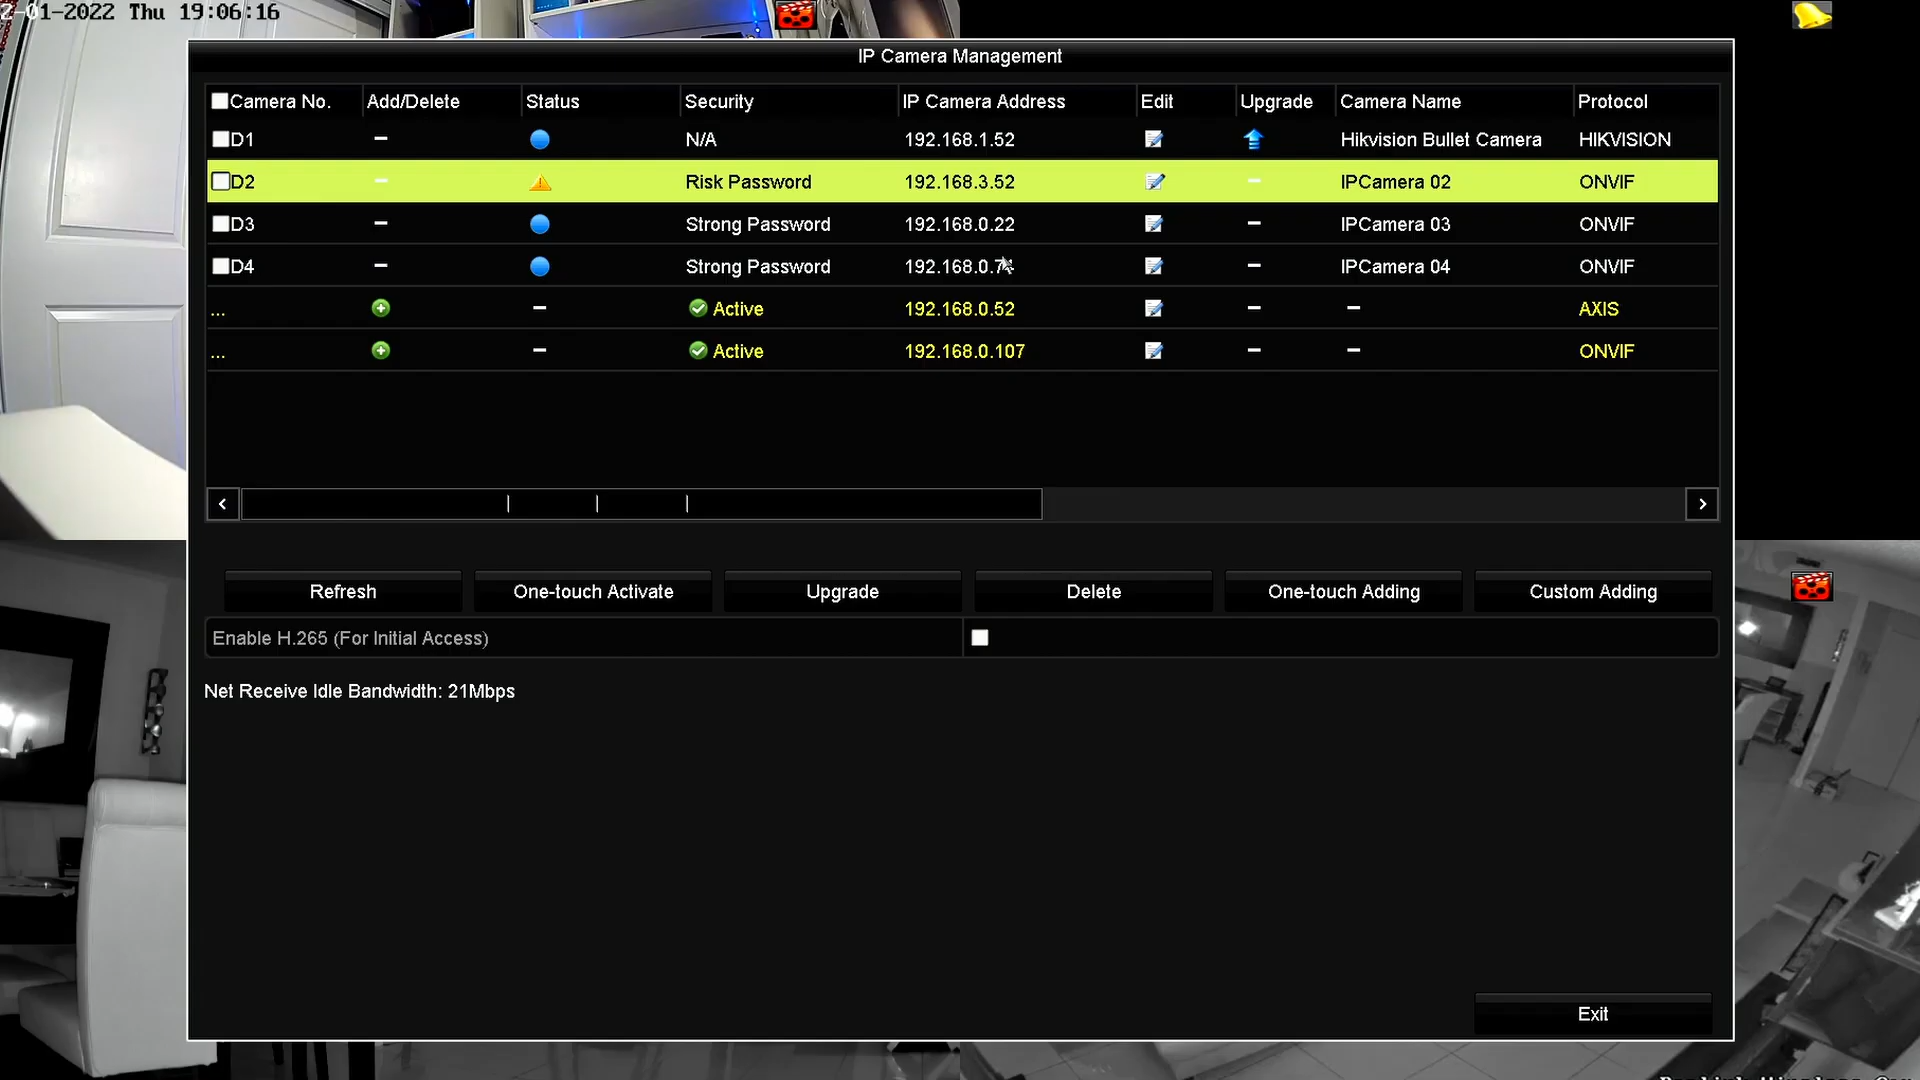 2-01-2022 Thu 19:06:16
IP Camera Management
Camera No. Add/Delete Status Security IP Camera Address Edit Upgrade Camera Name Protocol
D1 – N/A 192.168.1.52 Hikvision Bullet Camera HIKVISION
D2 – Risk Password 192.168.3.52 – IPCamera 02 ONVIF
D3 – Strong Password 192.168.0.22 – IPCamera 03 ONVIF
D4 – Strong Password – IPCamera 04 ONVIF
... – Active 192.168.0.52 – – AXIS
... – Active 192.168.0.107 – – ONVIF
Refresh One-touch Activate Upgrade Delete One-touch Adding Custom Adding
Enable H.265 (For Initial Access)
Net Receive Idle Bandwidth: 21Mbps
Exit